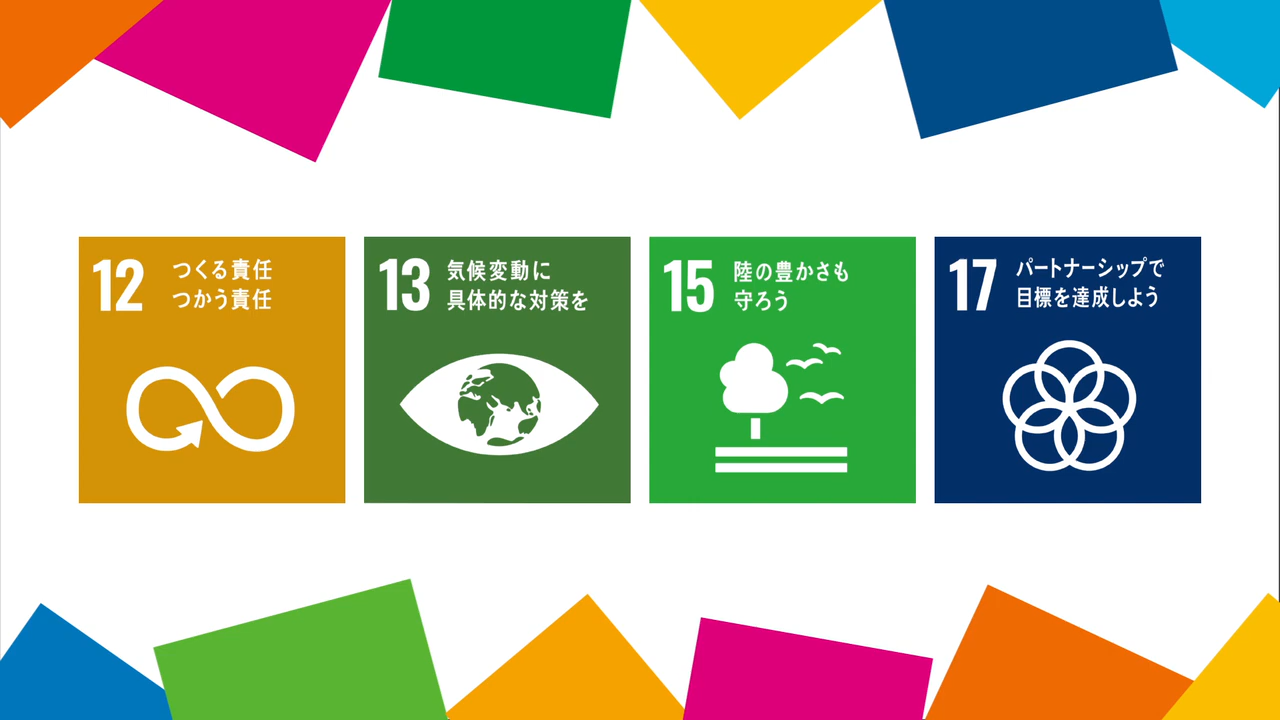 12
つくる責任
つかう責任
13
気候変動に
具体的な対策を
15
陸の豊かさも
守ろう
17
パートナーシップで
目標を達成しよう